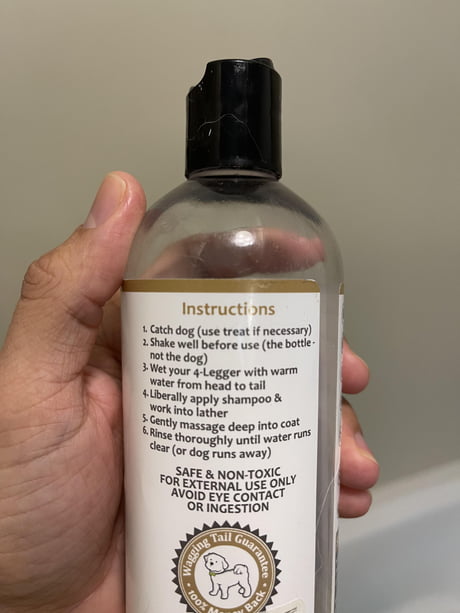 Instructions
1. Catch dog (use treat if necessary)
2. Shake well before use (the bottle -
not the dog)
3. Wet your 4-Legger with warm
water from head to tail
4. Liberally apply shampoo &
work into lather
5. Gently massage deep into coat
6. Rinse thoroughly until water runs
clear (or dog runs away)
SAFE & NON-TOXIC
FOR EXTERNAL USE ONLY
AVOID EYE CONTACT
OR INGESTION
Wagging Tail Guarantee
100% Money Back